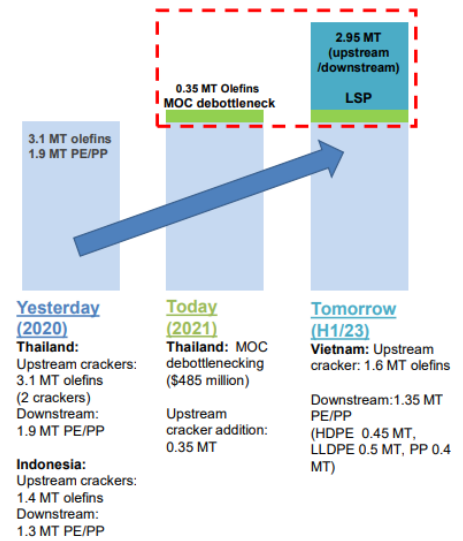 2.95 MT
(upstream
/downstream)
LSP
0.35 MT Olefins
MOC debottleneck
3.1 MT olefins
1.9 MT PE/PP
Yesterday
(2020)
Thailand:
Upstream crackers:
3.1 MT olefins
(2 crackers)
Downstream:
1.9 MT PE/PP
Indonesia:
Upstream crackers:
1.4 MT olefins
Downstream:
1.3 MT PE/PP
Today
(2021)
Thailand: MOC
debottlenecking
($485 million)
Upstream
cracker addition:
0.35 MT
Tomorrow
(H1/23)
Vietnam: Upstream
cracker: 1.6 MT olefins
Downstream:1.35 MT
PE/PP
(HDPE 0.45 MT,
LLDPE 0.5 MT, PP 0.4
MT)